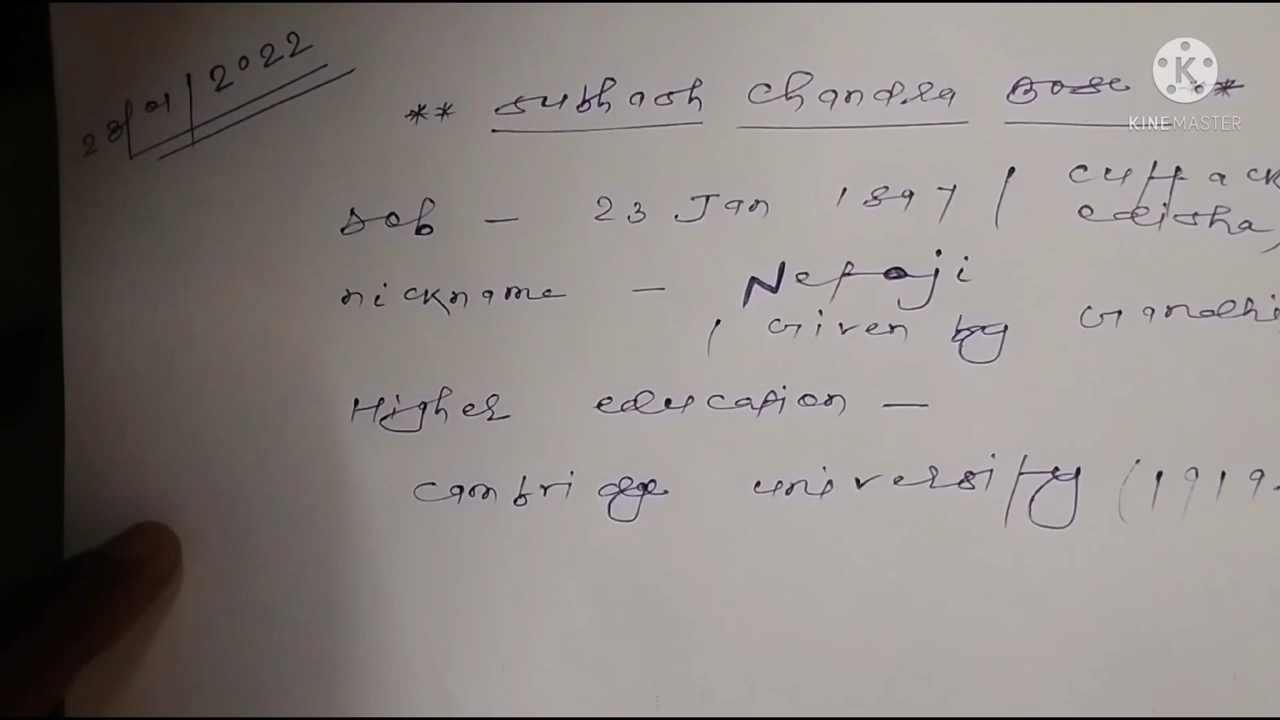 23/01/2022
** Subhash Chandra Bose **
KINEMASTER
DOB - 23 Jan 1897 / Cuttack
Odisha,
nickname - Netaji
, Given by Gandhi
Higher education -
Cambridge university (1919-